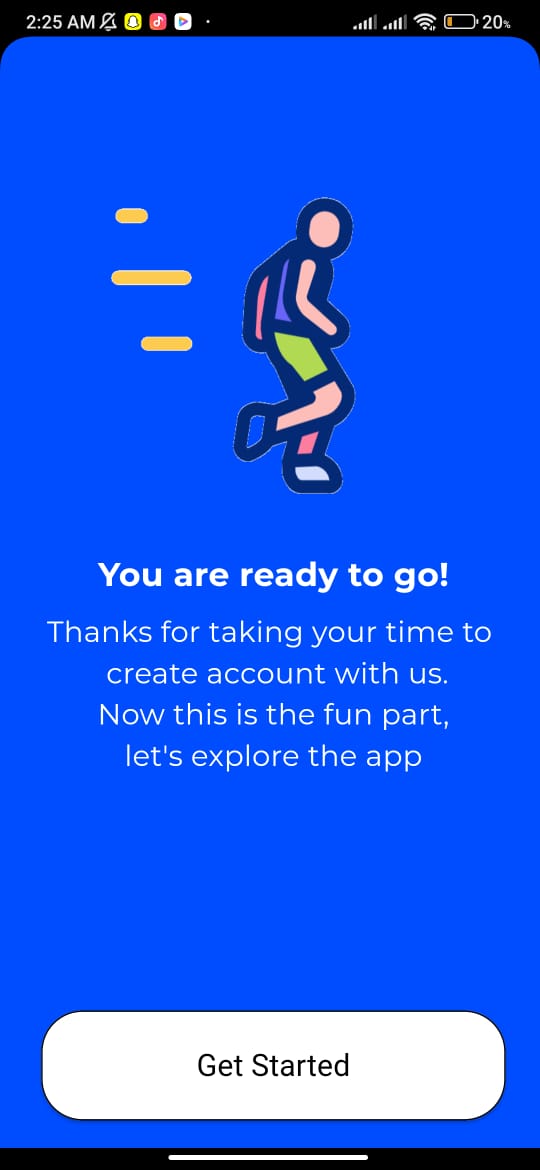 2:25 AM 20%
You are ready to go!
Thanks for taking your time to
create account with us.
Now this is the fun part,
let's explore the app
Get Started